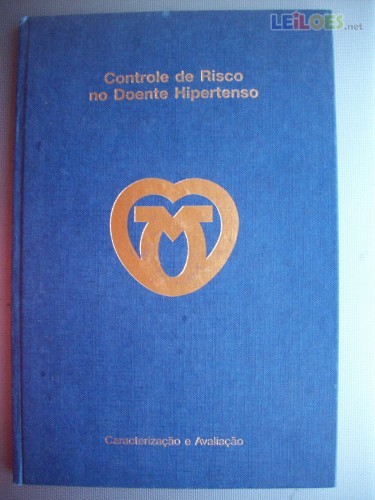 LEiLOES.net
Controle de Risco
no Doente Hipertenso
Caracterização e Avaliação